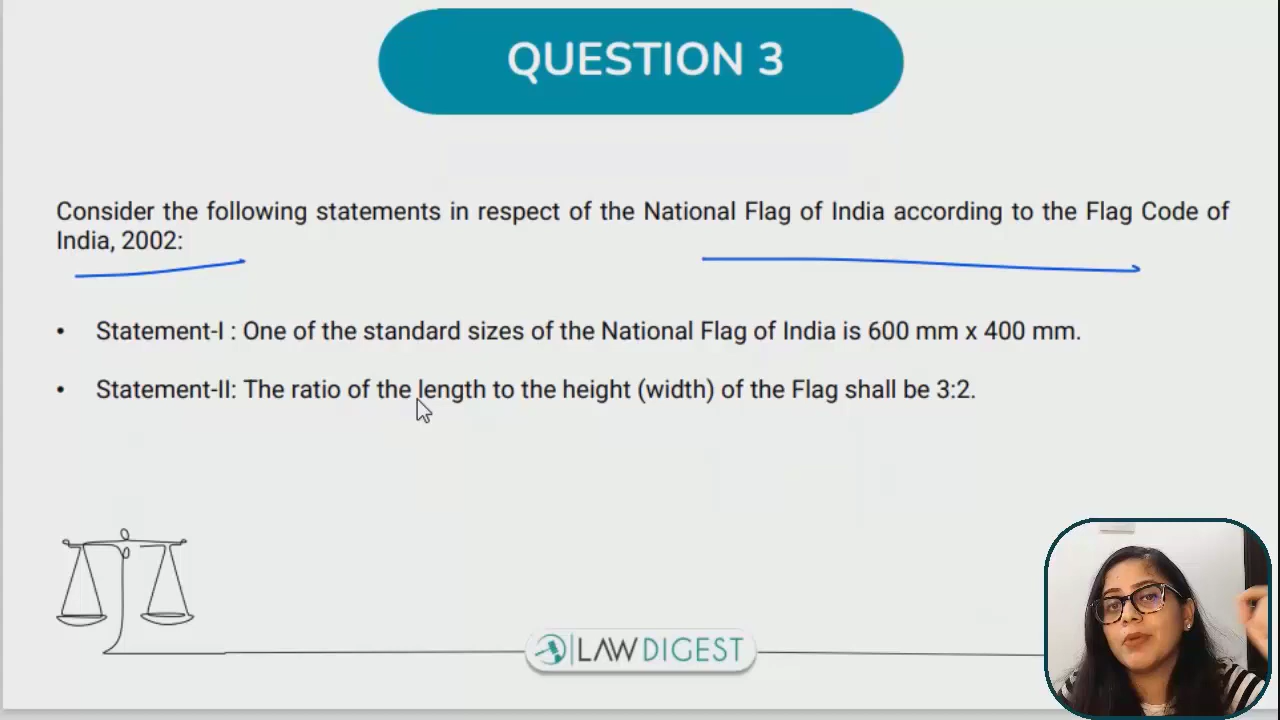 QUESTION 3
Consider the following statements in respect of the National Flag of India according to the Flag Code of
India, 2002:
• Statement-I : One of the standard sizes of the National Flag of India is 600 mm x 400 mm.
• Statement-II: The ratio of the length to the height (width) of the Flag shall be 3:2.
LAW DIGEST